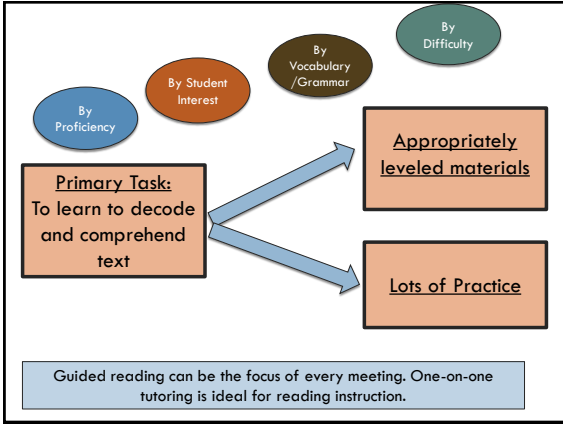 By
Difficulty
By
Vocabulary
/Grammar
By Student
Interest
By
Proficiency
Appropriately
leveled materials
Primary Task:
To learn to decode
and comprehend
text
Lots of Practice
Guided reading can be the focus of every meeting. One-on-one
tutoring is ideal for reading instruction.